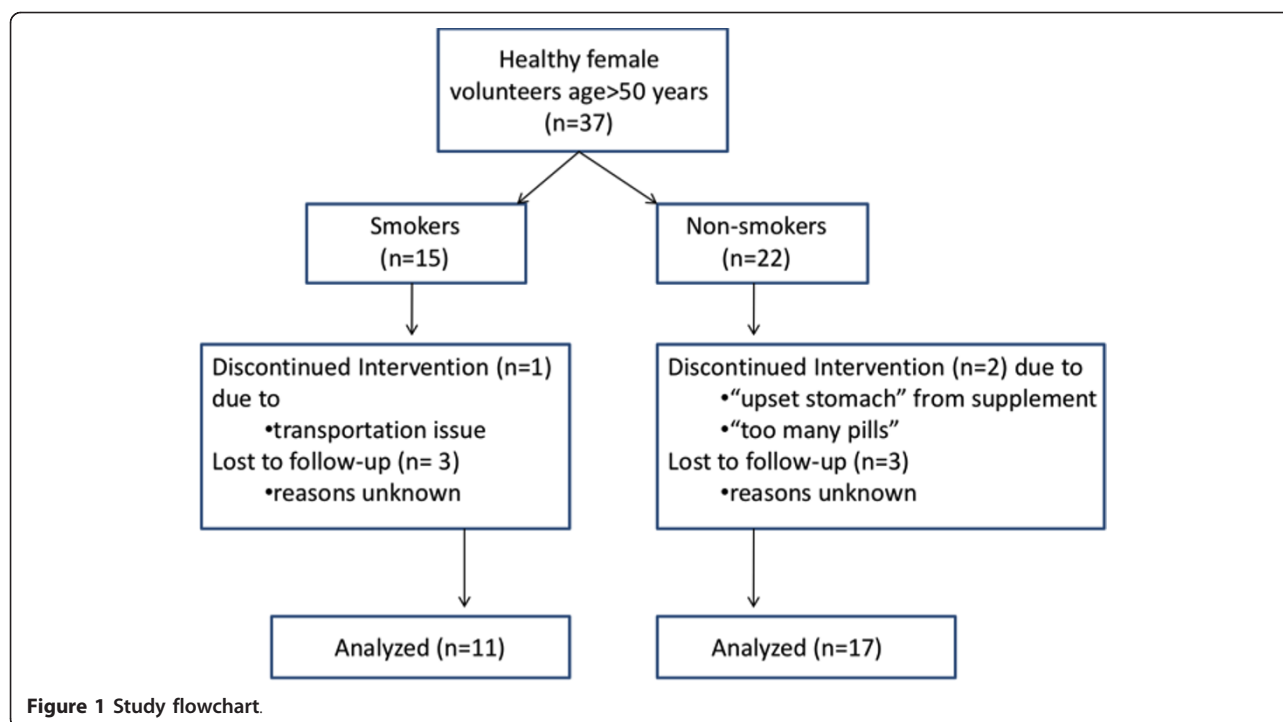 Healthy female
volunteers age>50 years
(n=37)
Smokers
(n=15)
Non-smokers
(n=22)
Discontinued Intervention (n=1)
due to
•transportation issue
Lost to follow-up (n= 3)
•reasons unknown
Discontinued Intervention (n=2) due to
•“upset stomach” from supplement
•“too many pills”
Lost to follow-up (n=3)
•reasons unknown
Analyzed (n=11)
Analyzed (n=17)
Figure 1 Study flowchart.